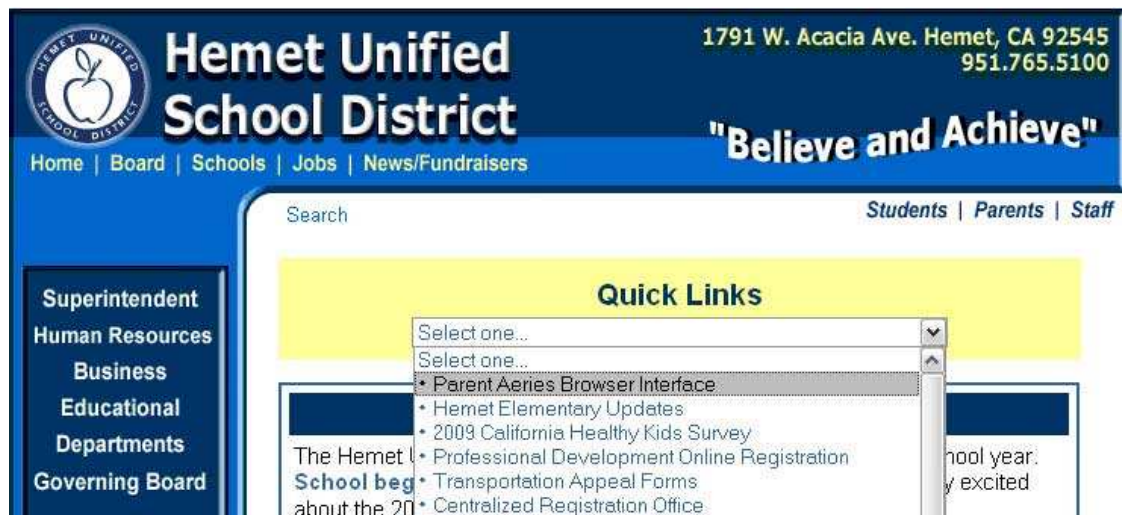 HEMET UNIFIED
SCHOOL DISTRICT
Hemet Unified
School District
1791 W. Acacia Ave. Hemet, CA 92545
951.765.5100
"Believe and Achieve"
Home | Board | Schools | Jobs | News/Fundraisers
Search
Students | Parents | Staff
Superintendent
Human Resources
Business
Educational
Departments
Governing Board
Quick Links
Select one...
Select one...
• Parent Aeries Browser Interface
• Hemet Elementary Updates
• 2009 California Healthy Kids Survey
• Professional Development Online Registration
• Transportation Appeal Forms
• Centralized Registration Office
The Hemet hool year.
School beg y excited
about the 20